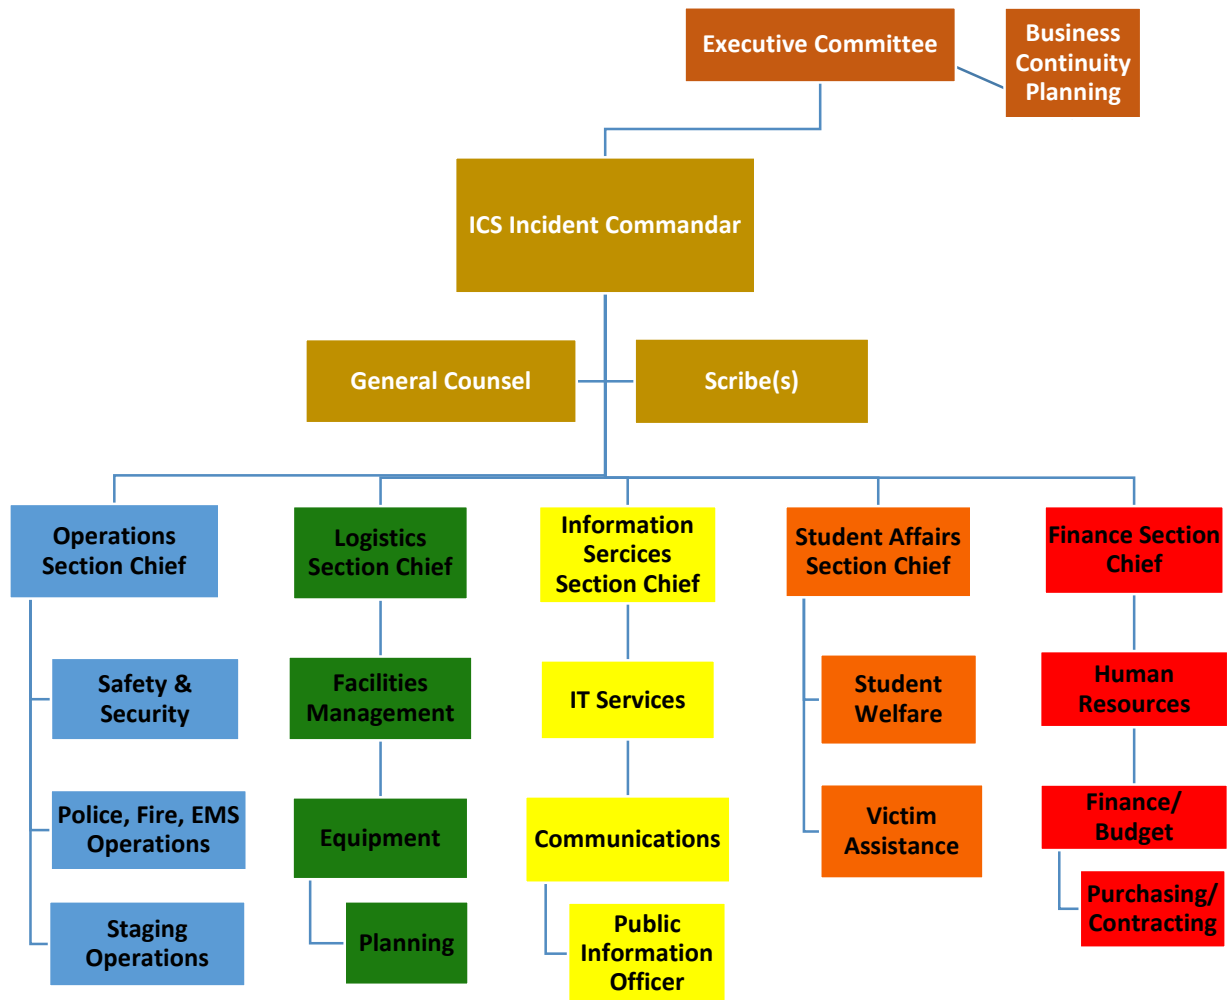 Executive Committee
Business
Continuity
Planning
ICS Incident Commandar
General Counsel
Scribe(s)
Operations
Section Chief
Logistics
Section Chief
Information
Sercices
Section Chief
Student Affairs
Section Chief
Finance Section
Chief
Safety &
Security
Facilities
Management
IT Services
Student
Welfare
Human
Resources
Police, Fire, EMS
Operations
Equipment
Communications
Victim
Assistance
Finance/
Budget
Staging
Operations
Planning
Public
Information
Officer
Purchasing/
Contracting